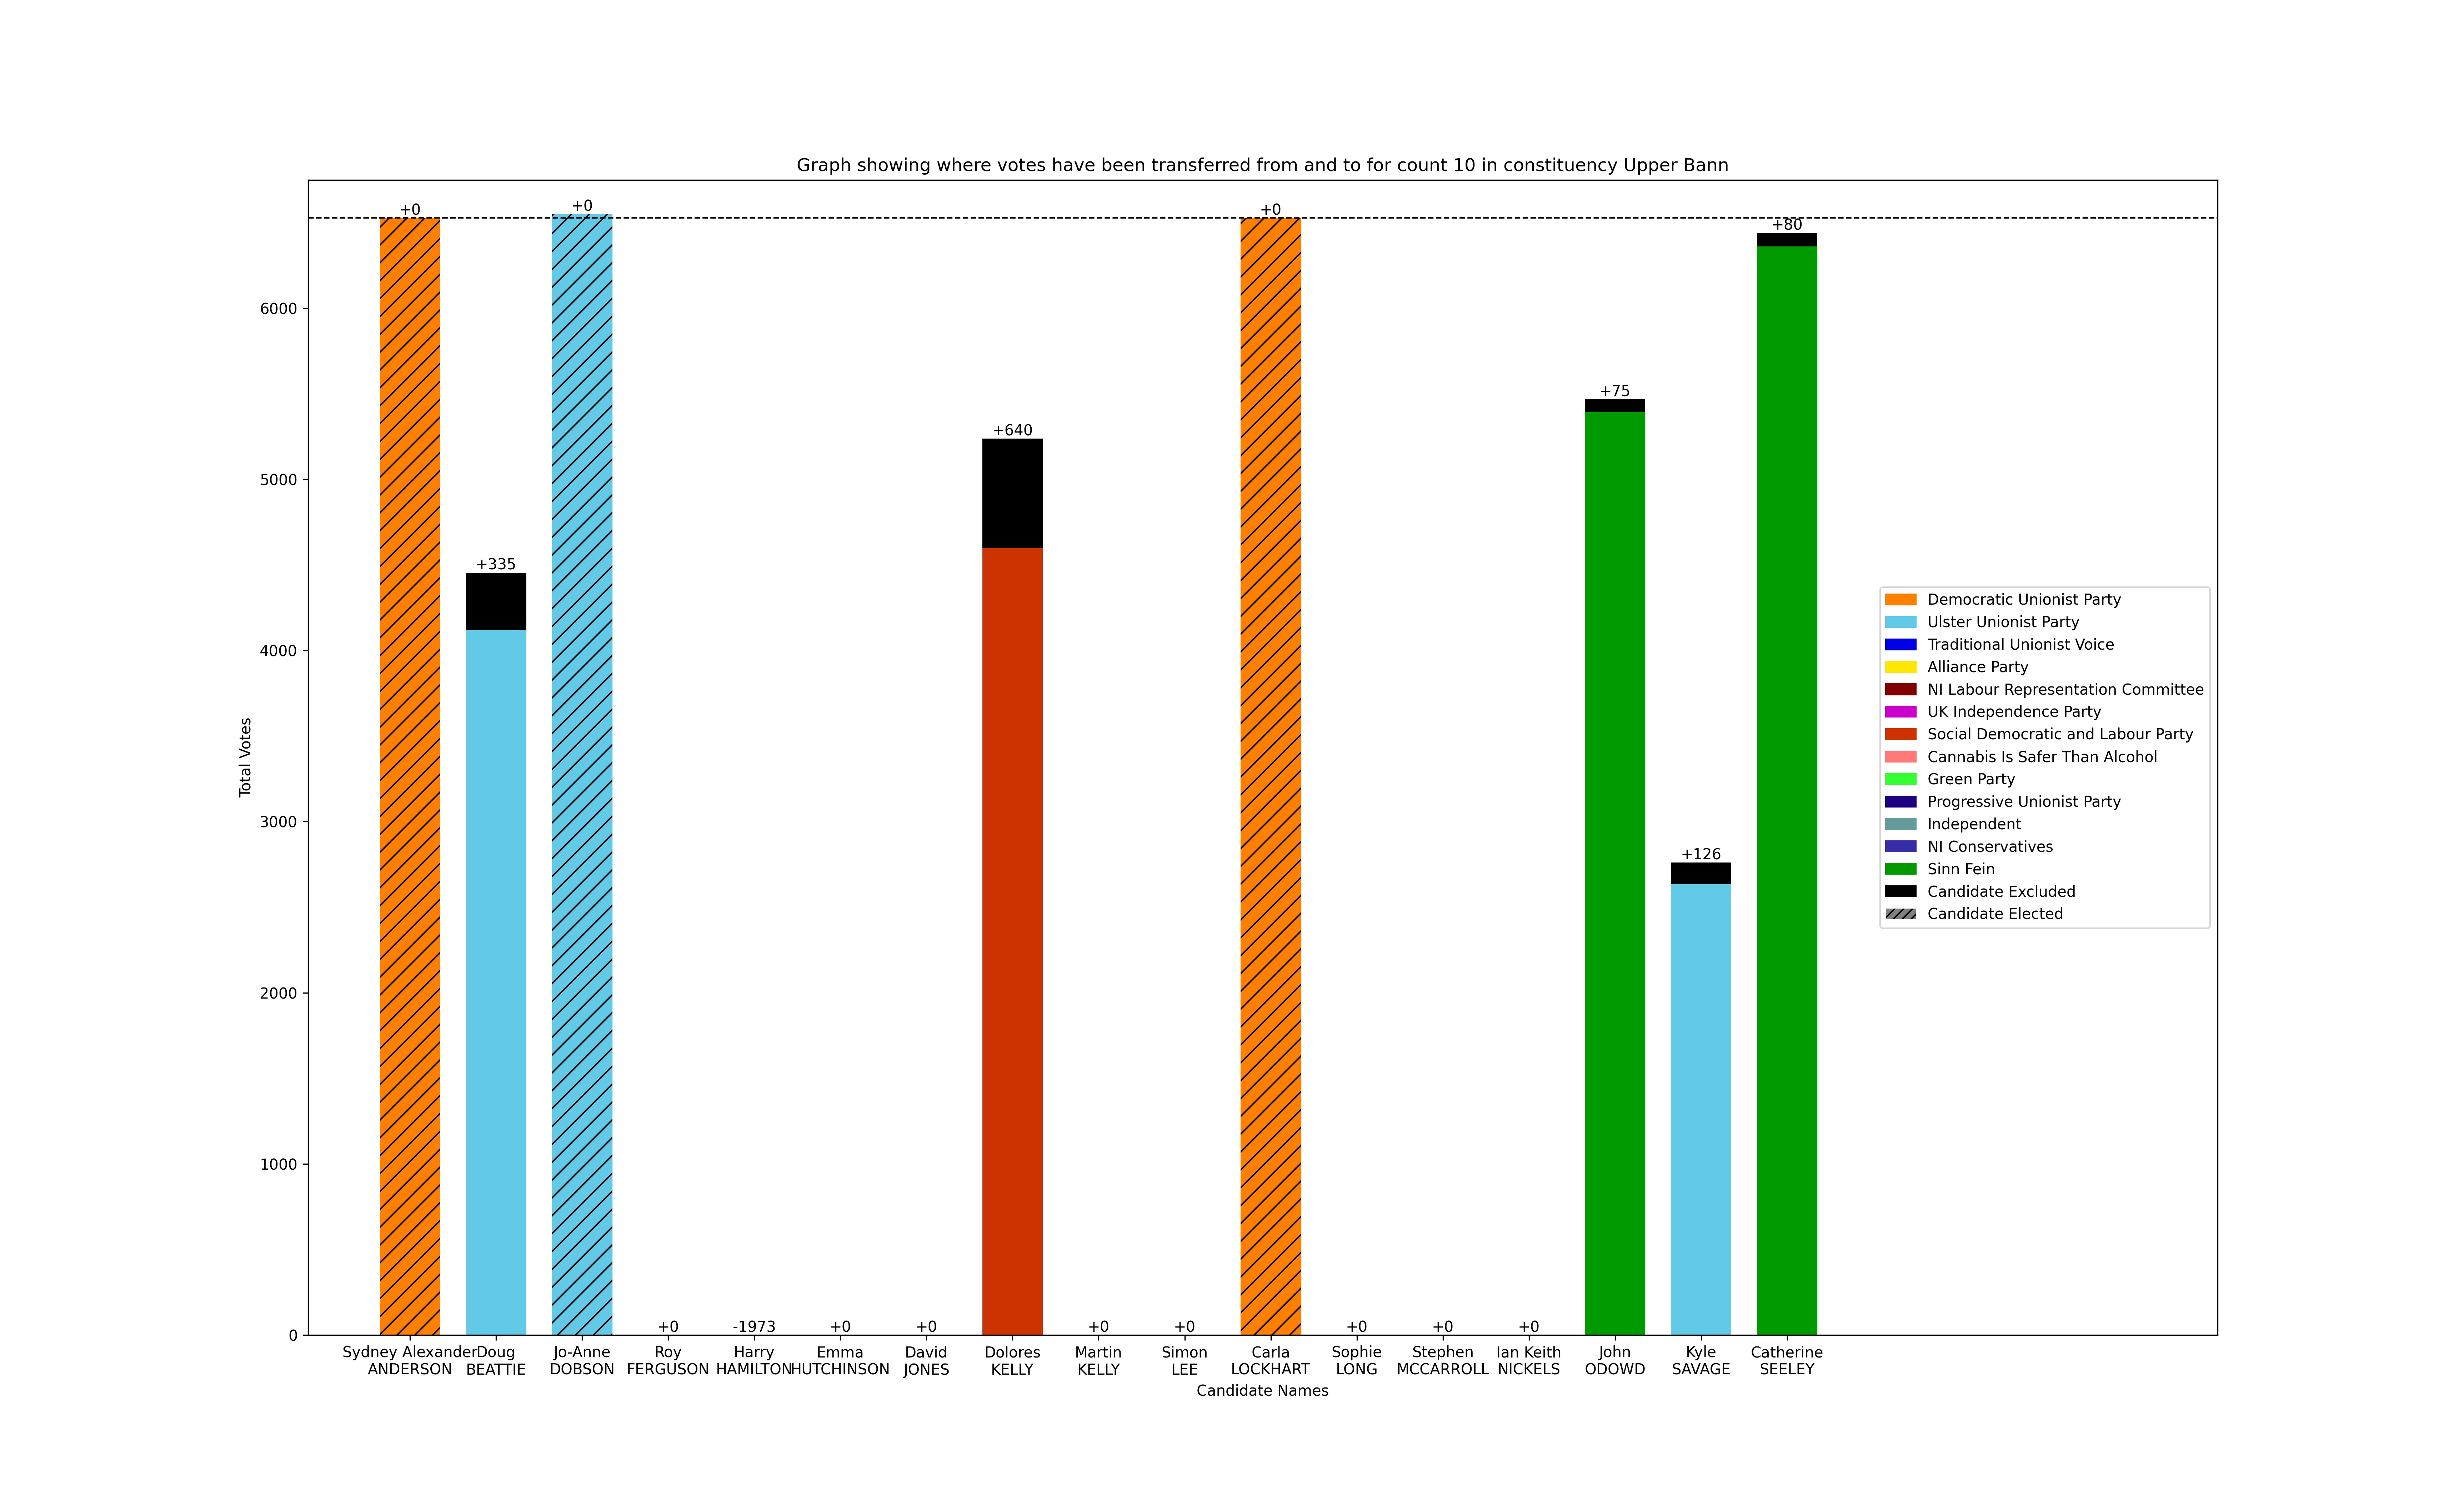 Graph showing where votes have been transferred from and to for count 10 in constituency Upper Bann
Total Votes
6000
5000
4000
3000
2000
1000
0
+0
+335
+0
+0
-1973
+0
+0
+640
+0
+0
+0
+0
+0
+0
+75
+126
+80
Sydney Alexander
ANDERSON
Doug
BEATTIE
Jo-Anne
DOBSON
Roy
FERGUSON
Harry
HAMILTON
Emma
HUTCHINSON
David
JONES
Dolores
KELLY
Martin
KELLY
Simon
LEE
Carla
LOCKHART
Sophie
LONG
Stephen
MCCARROLL
Ian Keith
NICKELS
John
ODOWD
Kyle
SAVAGE
Catherine
SEELEY
Candidate Names
Democratic Unionist Party
Ulster Unionist Party
Traditional Unionist Voice
Alliance Party
NI Labour Representation Committee
UK Independence Party
Social Democratic and Labour Party
Cannabis Is Safer Than Alcohol
Green Party
Progressive Unionist Party
Independent
NI Conservatives
Sinn Fein
Candidate Excluded
Candidate Elected